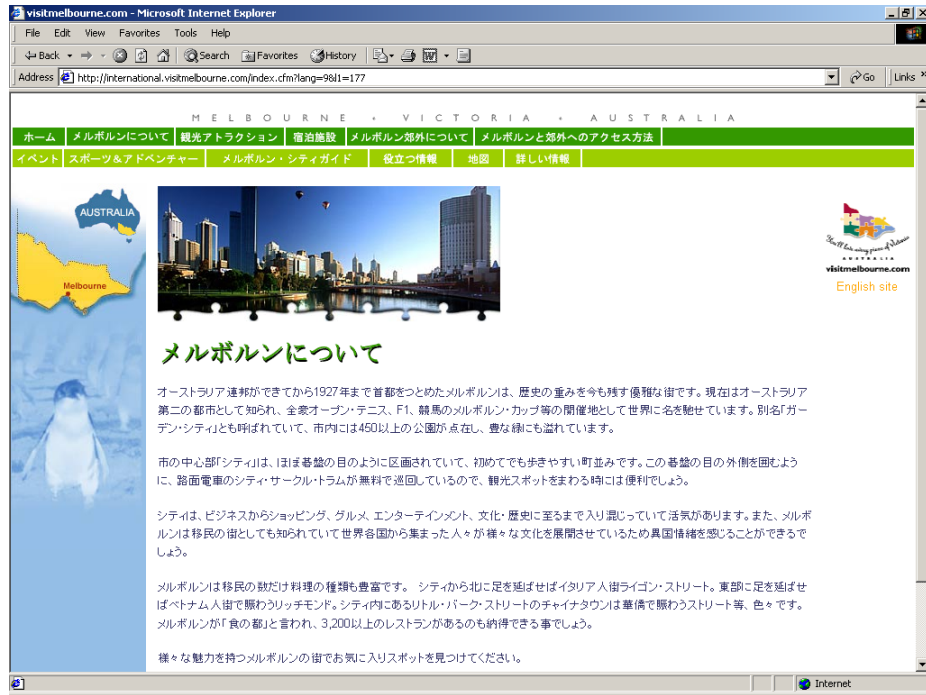 visitmelbourne.com - Microsoft Internet Explorer
File Edit View Favorites Tools Help
Back Search Favorites History
Address http://international.visitmelbourne.com/index.cfm?lang=9&l1=177 Go Links »
MELBOURNE • VICTORIA • AUSTRALIA
ホーム メルボルンについて 観光アトラクション 宿泊施設 メルボルン郊外について メルボルンと郊外へのアクセス方法
イベント スポーツ&アドベンチャー メルボルン・シティガイド 役立つ情報 地図 詳しい情報
AUSTRALIA
Melbourne
You'll love every piece of Victoria
AUSTRALIA
visitmelbourne.com
English site
メルボルンについて
オーストラリア連邦ができてから1927年まで首都をつとめたメルボルンは、歴史の重みを今も残す優雅な街です。現在はオーストラリア
第二の都市として知られ、全豪オープン・テニス、F1、競馬のメルボルン・カップ等の開催地として世界に名を馳せています。別名「ガー
デン・シティ」とも呼ばれていて、市内には450以上の公園が点在し、豊な緑にも溢れています。
市の中心部「シティ」は、ほぼ碁盤の目のように区画されていて、初めてでも歩きやすい町並みです。この碁盤の目の外側を囲むよう
に、路面電車のシティ・サークル・トラムが無料で巡回しているので、観光スポットをまわる時には便利でしょう。
シティは、ビジネスからショッピング、グルメ、エンターテインメント、文化・歴史に至るまで入り混じっていて活気があります。また、メルボ
ルンは移民の街としても知られていて世界各国から集まった人々が様々な文化を展開させているため異国情緒を感じることができるで
しょう。
メルボルンは移民の数だけ料理の種類も豊富です。 シティから北に足を延ばせばイタリア人街ライゴン・ストリート。東部に足を延ばせ
ばベトナム人街で賑わうリッチモンド。シティ内にあるリトル・バーク・ストリートのチャイナタウンは華僑で賑わうストリート等、色々です。
メルボルンが「食の都」と言われ、3,200以上のレストランがあるのも納得できる事でしょう。
様々な魅力を持つメルボルンの街でお気に入りスポットを見つけてください。
Internet